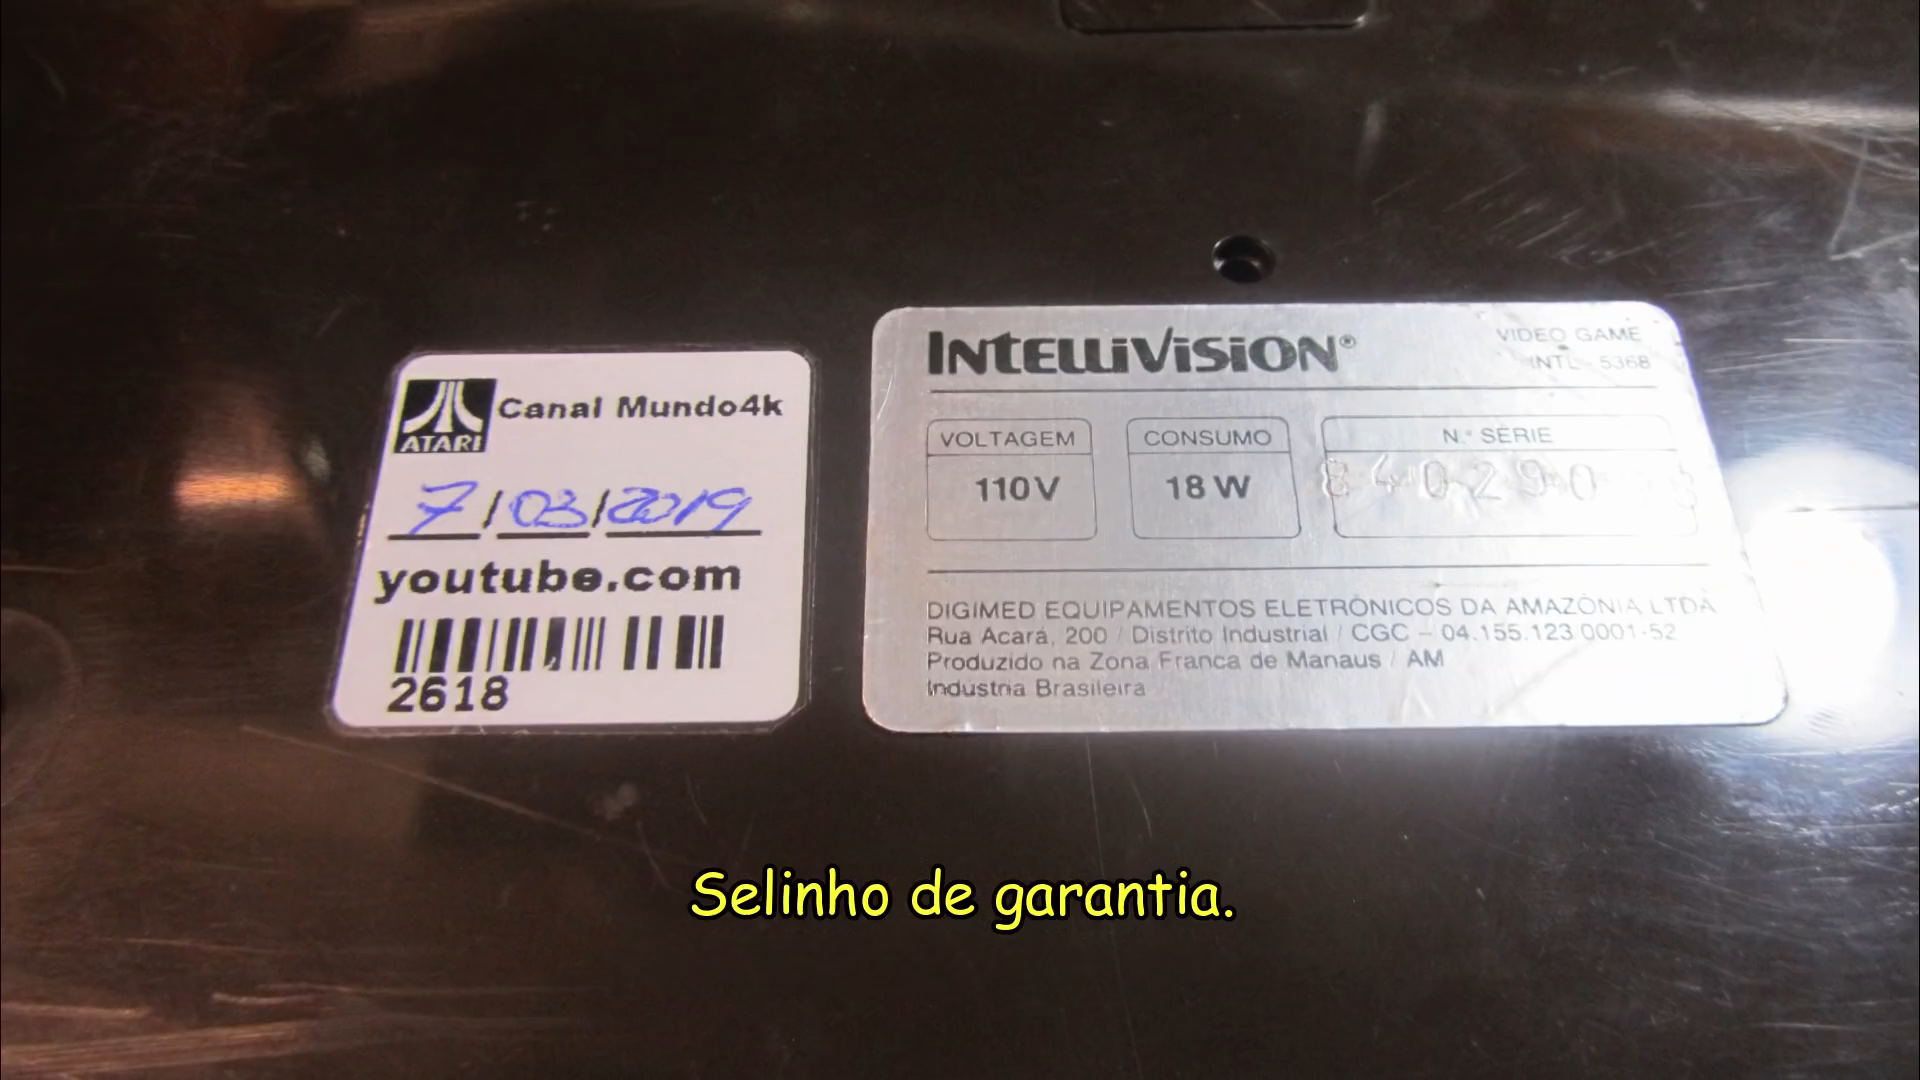 ATARI
Canal Mundo4k
7/03/2019
youtube.com
2618
INTELLIVISION®
VIDEO GAME
INTL - 5368
VOLTAGEM
110V
CONSUMO
18 W
N.º SÉRIE
840290
DIGIMED EQUIPAMENTOS ELETRÔNICOS DA AMAZÔNIA LTDA
Rua Acará, 200 / Distrito Industrial / CGC – 04.155.123 0001-52
Produzido na Zona Franca de Manaus / AM
Indústria Brasileira
Selinho de garantia.